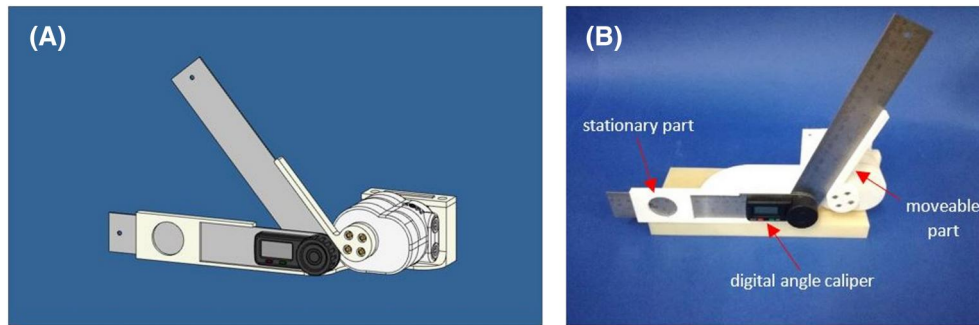 (A)
(B)
stationary part
moveable
part
digital angle caliper